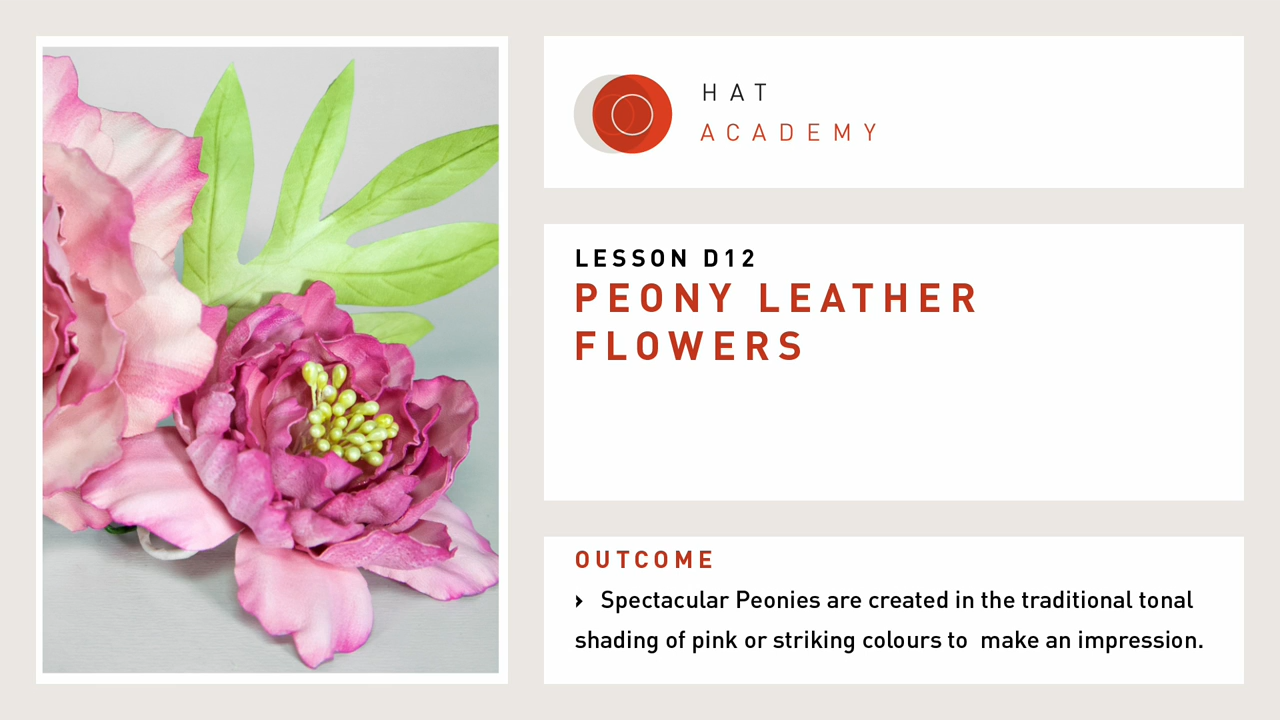 HAT
ACADEMY
LESSON D12
PEONY LEATHER
FLOWERS
OUTCOME
› Spectacular Peonies are created in the traditional tonal
shading of pink or striking colours to  make an impression.